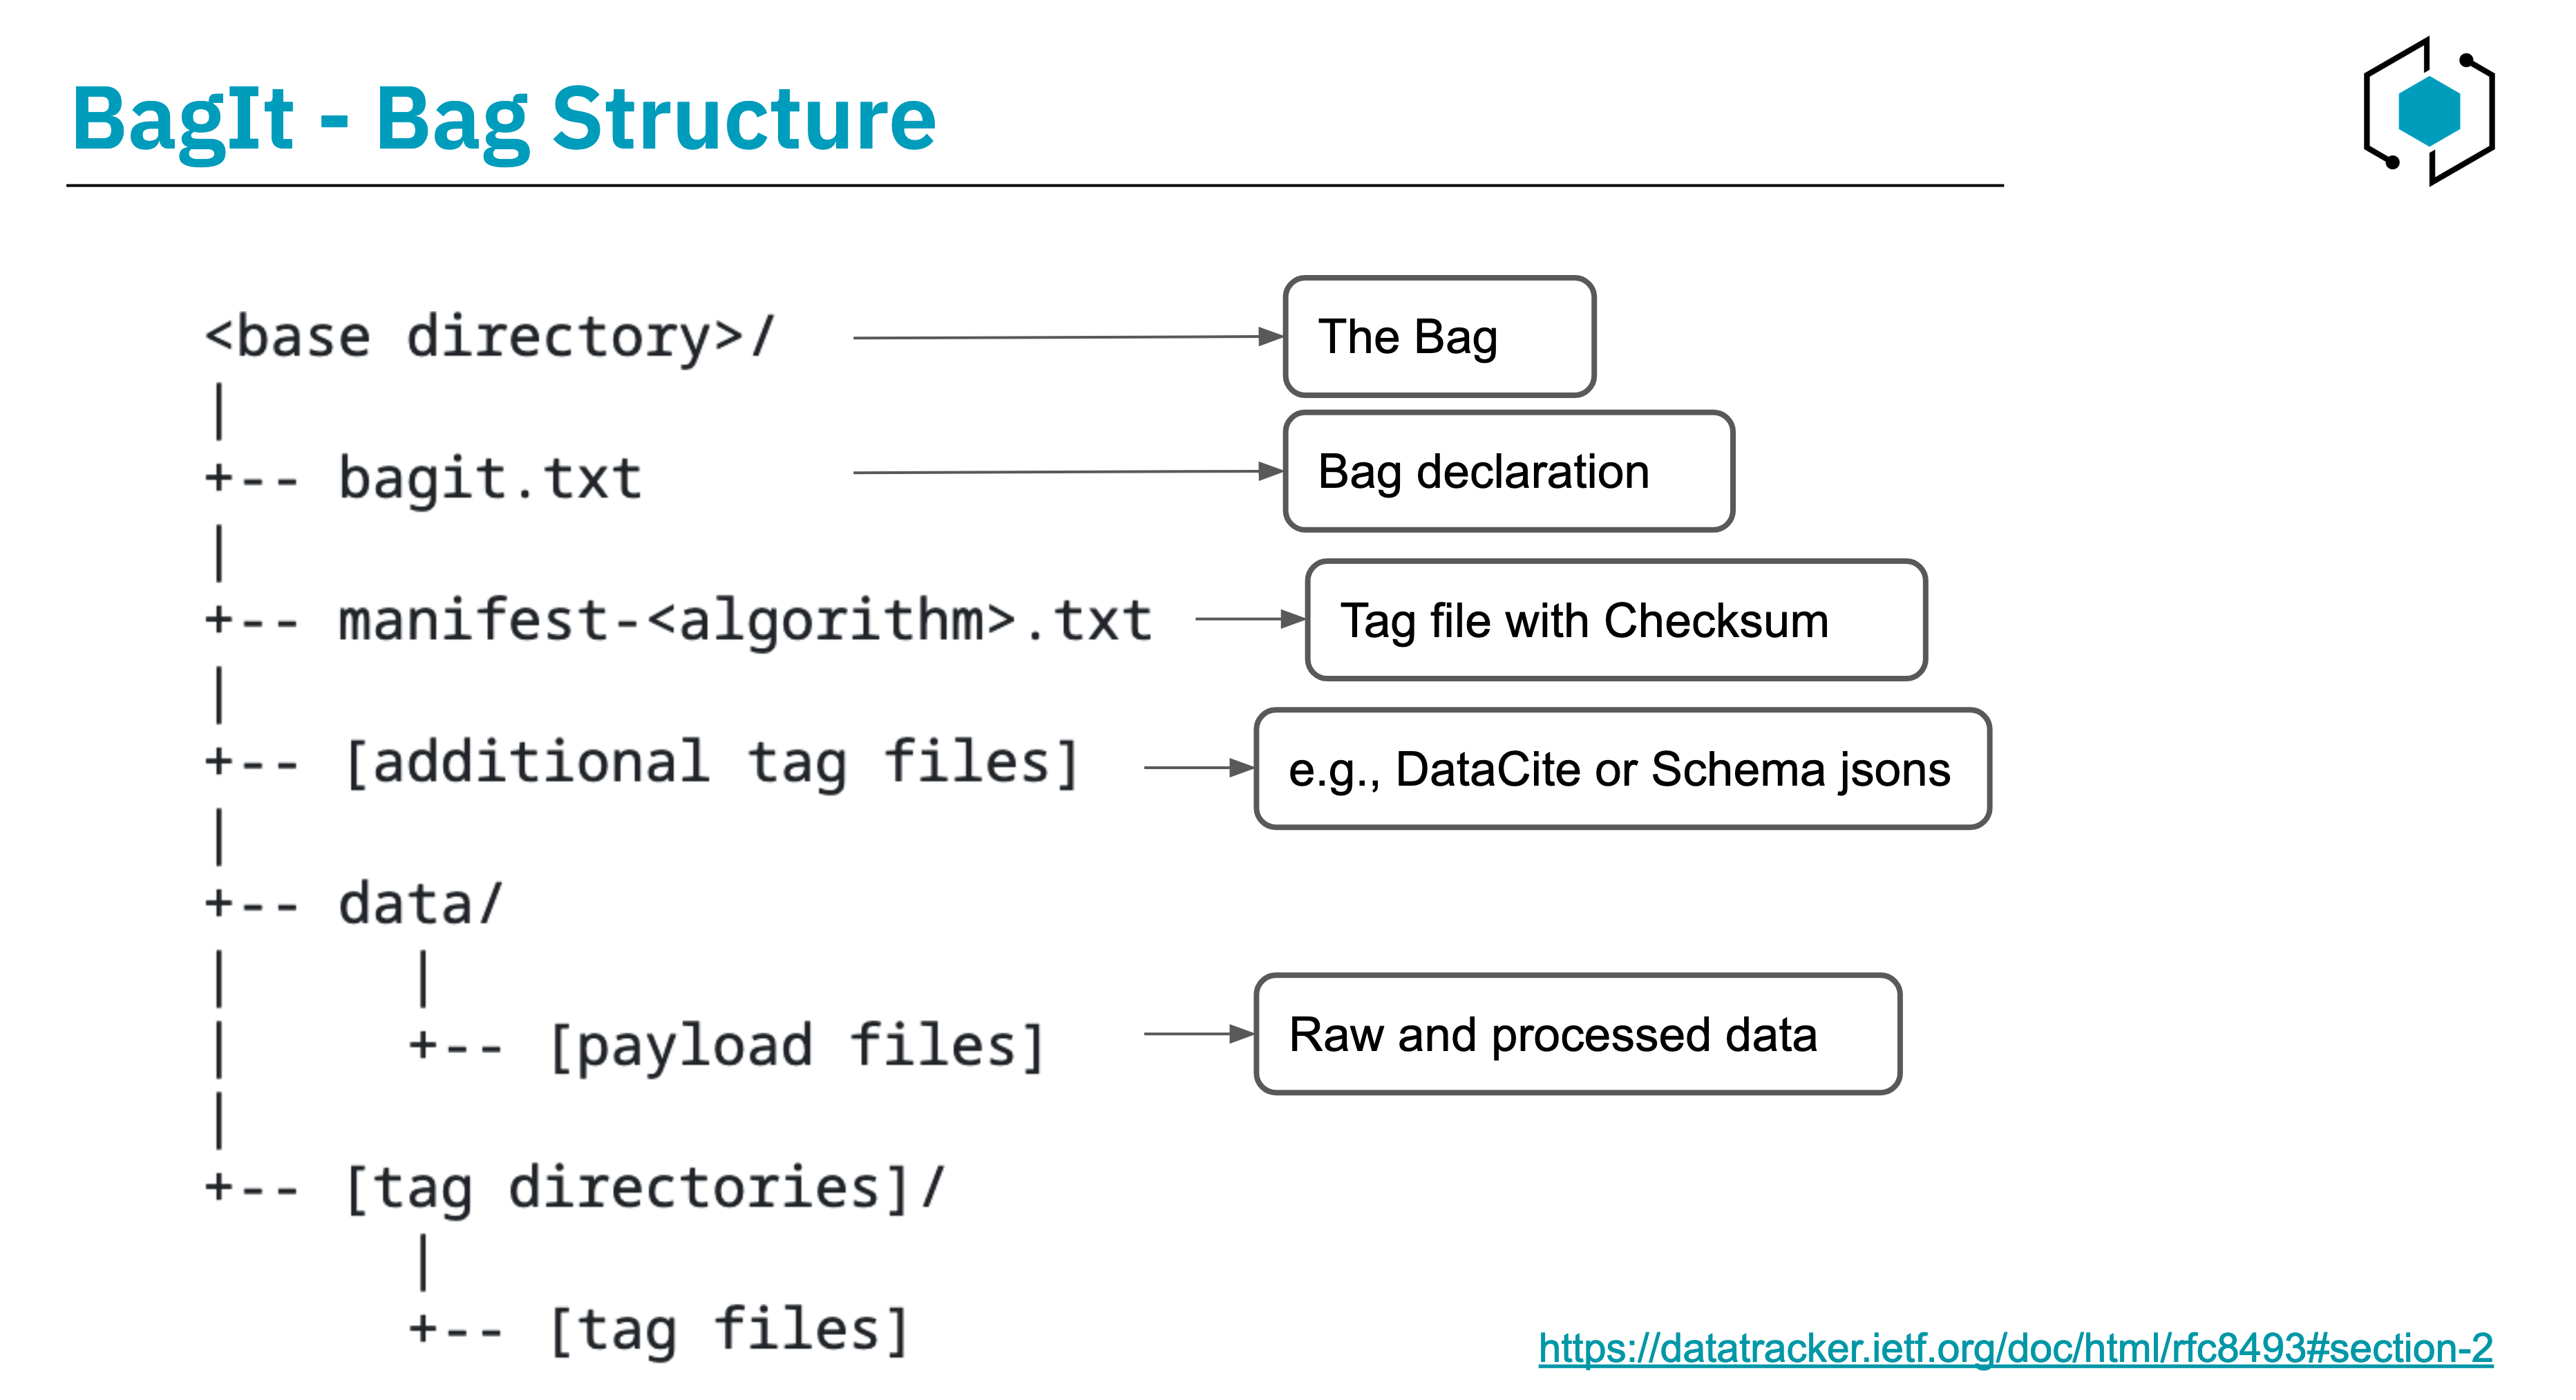 BagIt - Bag Structure
<base directory>/
The Bag
|
+-- bagit.txt
Bag declaration
|
+-- manifest-<algorithm>.txt
Tag file with Checksum
|
+-- [additional tag files]
e.g., DataCite or Schema jsons
|
+-- data/
|     |
|     +-- [payload files]
Raw and processed data
|
+-- [tag directories]/
      |
      +-- [tag files]
https://datatracker.ietf.org/doc/html/rfc8493#section-2